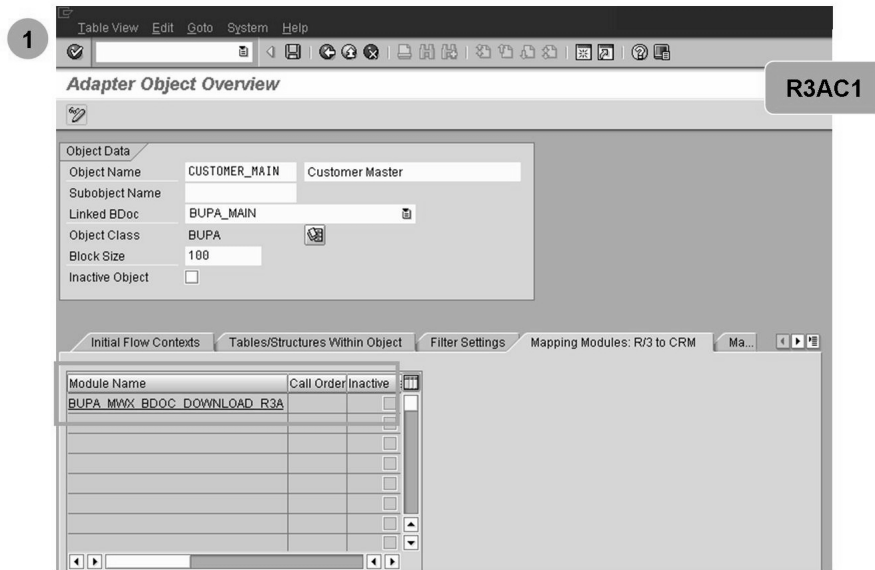 Table View Edit Goto System Help
1
Adapter Object Overview
R3AC1
Object Data
Object Name CUSTOMER_MAIN Customer Master
Subobject Name
Linked BDoc BUPA_MAIN
Object Class BUPA
Block Size 100
Inactive Object
Initial Flow Contexts Tables/Structures Within Object Filter Settings Mapping Modules: R/3 to CRM Ma...
Module Name Call Order Inactive
BUPA_MWX_BDOC_DOWNLOAD_R3A